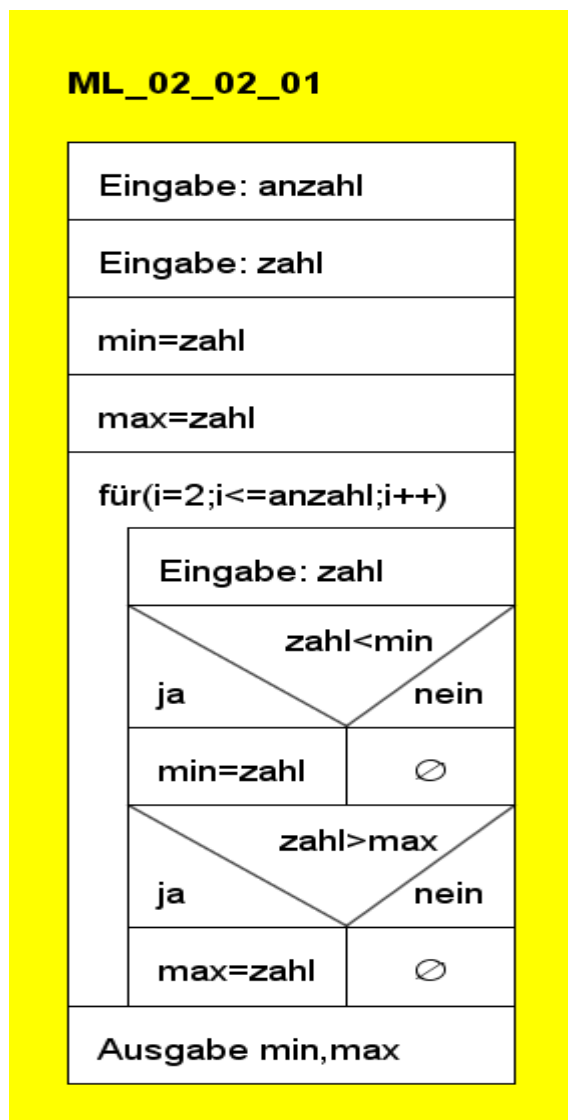 ML_02_02_01
Eingabe: anzahl
Eingabe: zahl
min=zahl
max=zahl
für(i=2;i<=anzahl;i++)
Eingabe: zahl
zahl<min
ja nein
min=zahl ∅
zahl>max
ja nein
max=zahl ∅
Ausgabe min,max